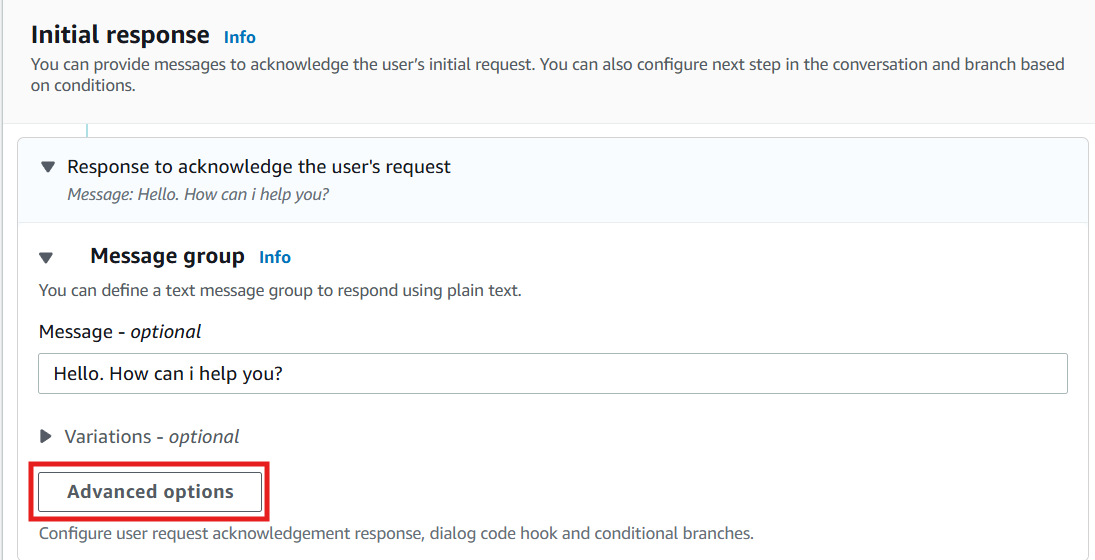 Initial response Info
You can provide messages to acknowledge the user's initial request. You can also configure next step in the conversation and branch based
on conditions.
Response to acknowledge the user's request
Message: Hello. How can i help you?
Message group Info
You can define a text message group to respond using plain text.
Message - optional
Hello. How can i help you?
Variations - optional
Advanced options
Configure user request acknowledgement response, dialog code hook and conditional branches.